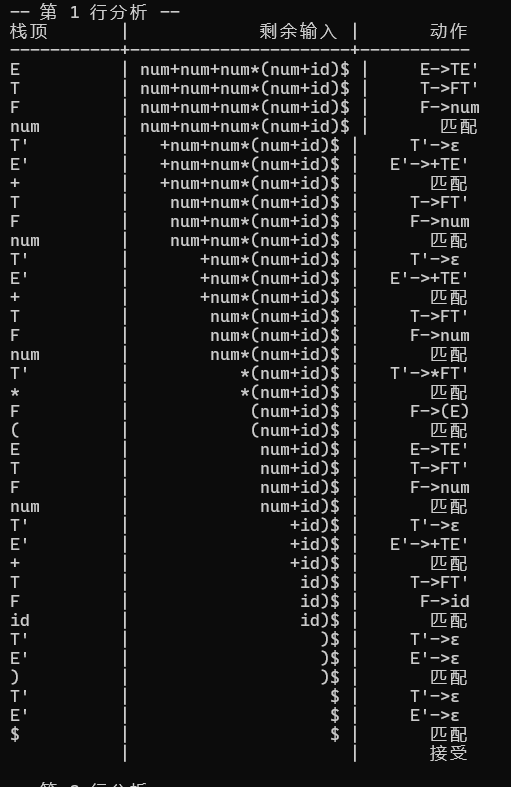 -- 第 1 行分析 --
栈顶 | 剩余输入 | 动作
-----------+----------------------+-----------
E | num+num+num*(num+id)$ | E->TE'
T | num+num+num*(num+id)$ | T->FT'
F | num+num+num*(num+id)$ | F->num
num | num+num+num*(num+id)$ | 匹配
T' | +num+num*(num+id)$ | T'->ε
E' | +num+num*(num+id)$ | E'->+TE'
+ | +num+num*(num+id)$ | 匹配
T | num+num*(num+id)$ | T->FT'
F | num+num*(num+id)$ | F->num
num | num+num*(num+id)$ | 匹配
T' | +num*(num+id)$ | T'->ε
E' | +num*(num+id)$ | E'->+TE'
+ | +num*(num+id)$ | 匹配
T | num*(num+id)$ | T->FT'
F | num*(num+id)$ | F->num
num | num*(num+id)$ | 匹配
T' | *(num+id)$ | T'->*FT'
* | *(num+id)$ | 匹配
F | (num+id)$ | F->(E)
( | (num+id)$ | 匹配
E | num+id)$ | E->TE'
T | num+id)$ | T->FT'
F | num+id)$ | F->num
num | num+id)$ | 匹配
T' | +id)$ | T'->ε
E' | +id)$ | E'->+TE'
+ | +id)$ | 匹配
T | id)$ | T->FT'
F | id)$ | F->id
id | id)$ | 匹配
T' | )$ | T'->ε
E' | )$ | E'->ε
) | )$ | 匹配
T' | $ | T'->ε
E' | $ | E'->ε
$ | $ | 匹配
| | 接受